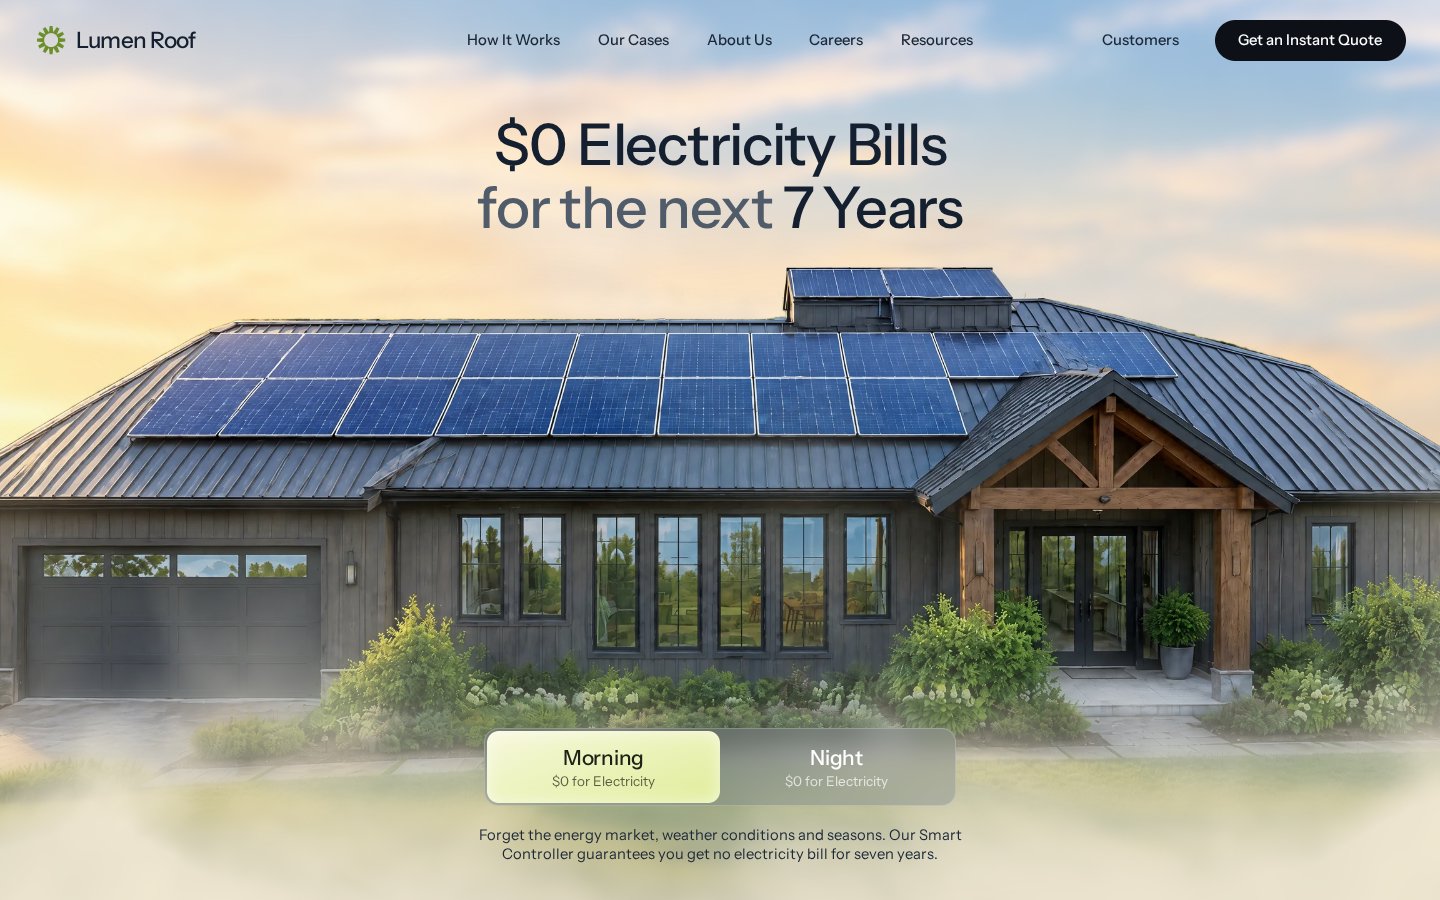 Lumen Roof
How It Works
Our Cases
About Us
Careers
Resources
Customers
Get an Instant Quote
$0 Electricity Bills
for the next 7 Years
Morning
$0 for Electricity
Night
$0 for Electricity
Forget the energy market, weather conditions and seasons. Our Smart
Controller guarantees you get no electricity bill for seven years.